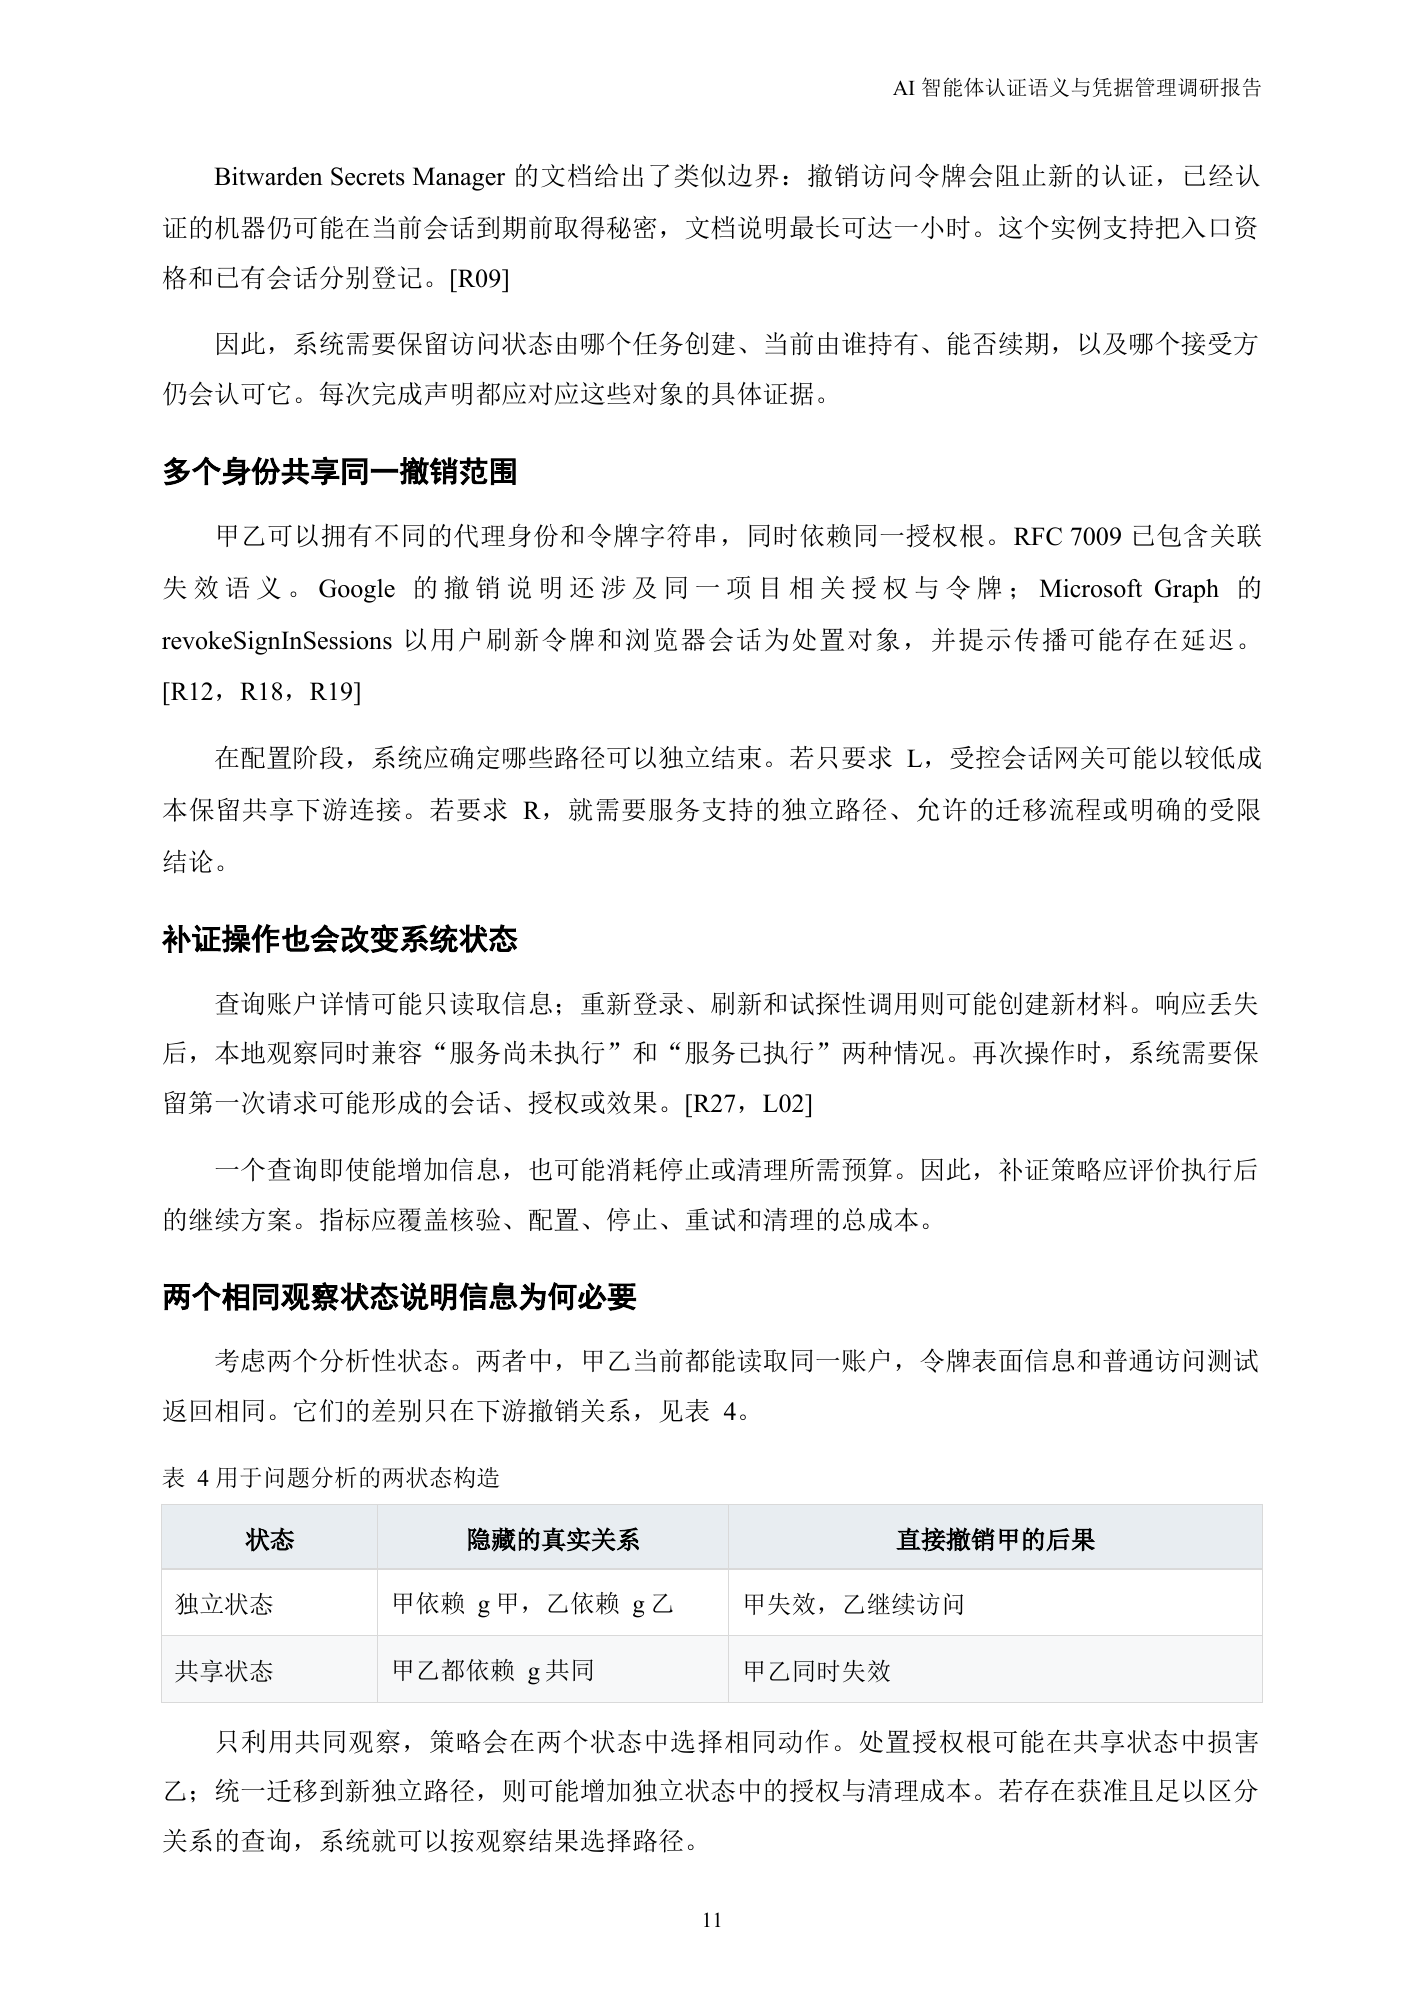 AI 智能体认证语义与凭据管理调研报告
Bitwarden Secrets Manager 的文档给出了类似边界：撤销访问令牌会阻止新的认证，已经认
证的机器仍可能在当前会话到期前取得秘密，文档说明最长可达一小时。这个实例支持把入口资
格和已有会话分别登记。[R09]
因此，系统需要保留访问状态由哪个任务创建、当前由谁持有、能否续期，以及哪个接受方
仍会认可它。每次完成声明都应对应这些对象的具体证据。
多个身份共享同一撤销范围
甲乙可以拥有不同的代理身份和令牌字符串，同时依赖同一授权根。RFC 7009 已包含关联
失效语义。Google 的撤销说明还涉及同一项目相关授权与令牌；Microsoft Graph 的
revokeSignInSessions 以用户刷新令牌和浏览器会话为处置对象，并提示传播可能存在延迟。
[R12，R18，R19]
在配置阶段，系统应确定哪些路径可以独立结束。若只要求 L，受控会话网关可能以较低成
本保留共享下游连接。若要求 R，就需要服务支持的独立路径、允许的迁移流程或明确的受限
结论。
补证操作也会改变系统状态
查询账户详情可能只读取信息；重新登录、刷新和试探性调用则可能创建新材料。响应丢失
后，本地观察同时兼容“服务尚未执行”和“服务已执行”两种情况。再次操作时，系统需要保
留第一次请求可能形成的会话、授权或效果。[R27，L02]
一个查询即使能增加信息，也可能消耗停止或清理所需预算。因此，补证策略应评价执行后
的继续方案。指标应覆盖核验、配置、停止、重试和清理的总成本。
两个相同观察状态说明信息为何必要
考虑两个分析性状态。两者中，甲乙当前都能读取同一账户，令牌表面信息和普通访问测试
返回相同。它们的差别只在下游撤销关系，见表 4。
表 4 用于问题分析的两状态构造
状态 隐藏的真实关系 直接撤销甲的后果
独立状态 甲依赖 g 甲，乙依赖 g 乙 甲失效，乙继续访问
共享状态 甲乙都依赖 g 共同 甲乙同时失效
只利用共同观察，策略会在两个状态中选择相同动作。处置授权根可能在共享状态中损害
乙；统一迁移到新独立路径，则可能增加独立状态中的授权与清理成本。若存在获准且足以区分
关系的查询，系统就可以按观察结果选择路径。
11